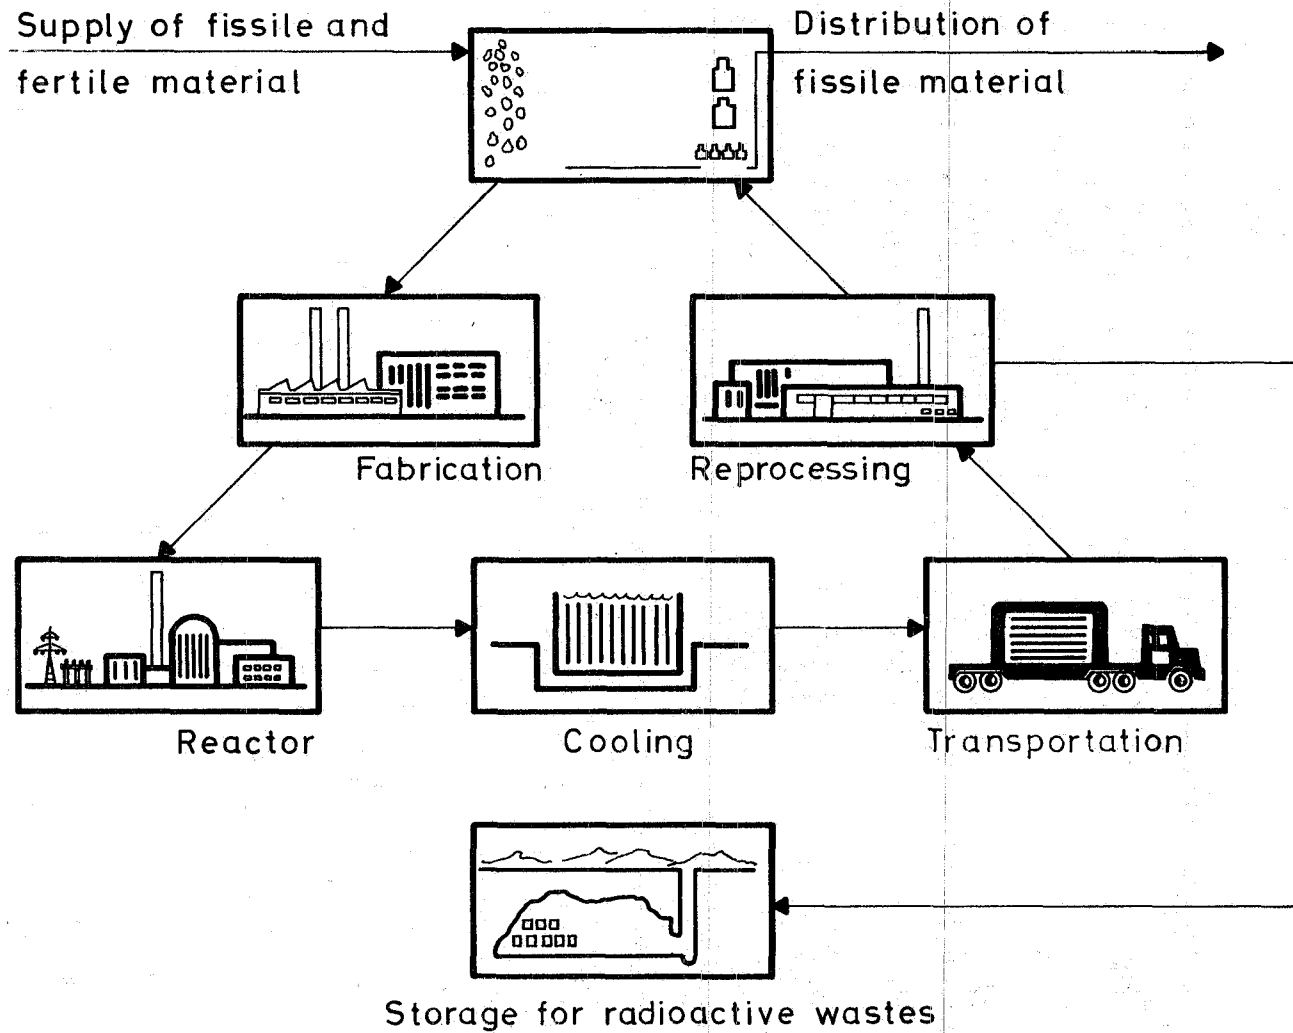 Supply of fissile and
fertile material
Distribution of
fissile material
Fabrication
Reprocessing
Reactor
Cooling
Transportation
Storage for radioactive wastes